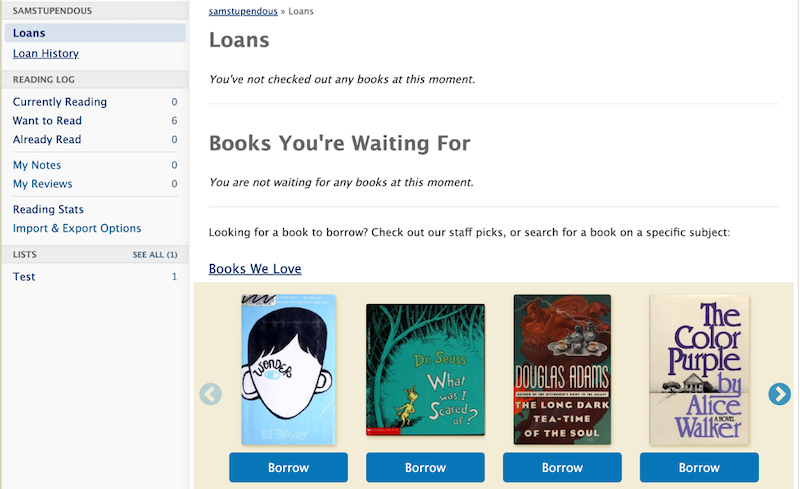 SAMSTUPENDOUS
Loans
Loan History
READING LOG
Currently Reading 0
Want to Read 6
Already Read 0
My Notes 0
My Reviews 0
Reading Stats
Import & Export Options
LISTS SEE ALL (1)
Test 1
samstupendous » Loans
Loans
You've not checked out any books at this moment.
Books You're Waiting For
You are not waiting for any books at this moment.
Looking for a book to borrow? Check out our staff picks, or search for a book on a specific subject:
Books We Love
WONDER
Dr. Seuss
What
was I
Scared
of?
DOUGLAS ADAMS
THE LONG DARK
TEA-TIME
OF THE SOUL
The
Color
Purple
by
Alice
Walker
A NOVEL
Borrow
Borrow
Borrow
Borrow